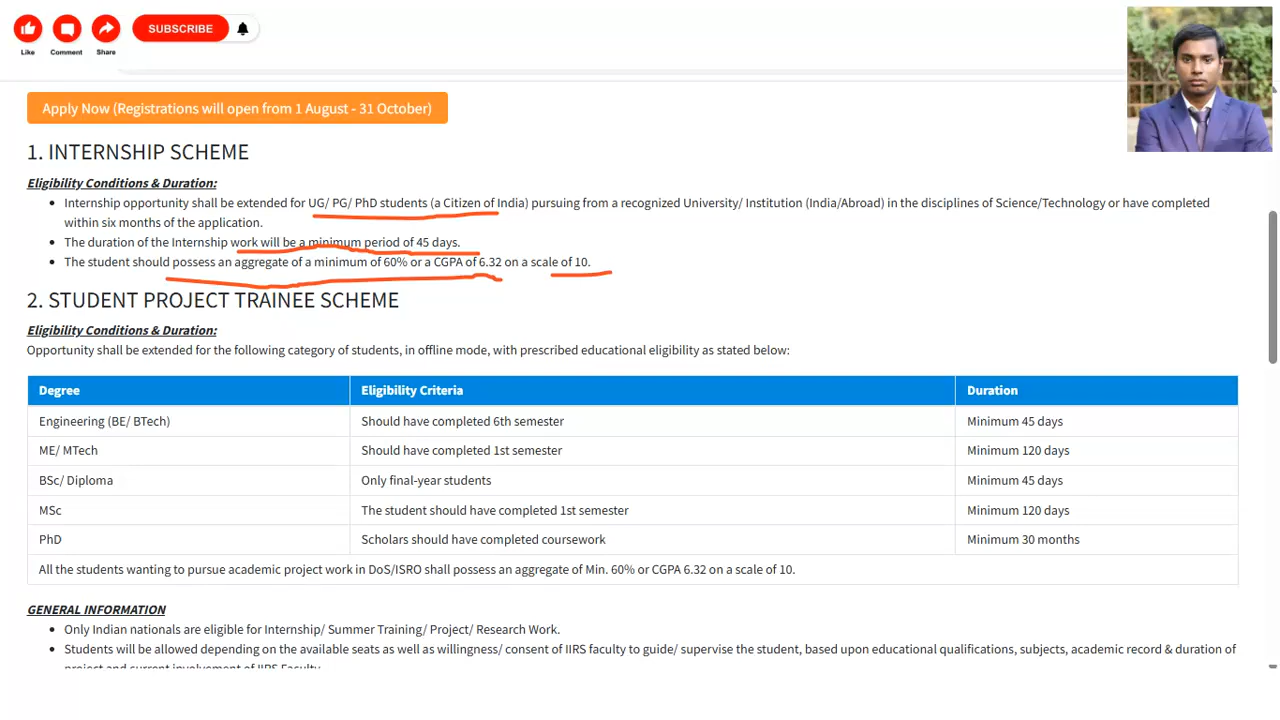 SUBSCRIBE
Like Comment Share
Apply Now (Registrations will open from 1 August - 31 October)
1. INTERNSHIP SCHEME
Eligibility Conditions & Duration:
• Internship opportunity shall be extended for UG/ PG/ PhD students (a Citizen of India) pursuing from a recognized University/ Institution (India/Abroad) in the disciplines of Science/Technology or have completed
within six months of the application.
• The duration of the Internship work will be a minimum period of 45 days.
• The student should possess an aggregate of a minimum of 60% or a CGPA of 6.32 on a scale of 10.
2. STUDENT PROJECT TRAINEE SCHEME
Eligibility Conditions & Duration:
Opportunity shall be extended for the following category of students, in offline mode, with prescribed educational eligibility as stated below:
Degree Eligibility Criteria Duration
Engineering (BE/ BTech) Should have completed 6th semester Minimum 45 days
ME/ MTech Should have completed 1st semester Minimum 120 days
BSc/ Diploma Only final-year students Minimum 45 days
MSc The student should have completed 1st semester Minimum 120 days
PhD Scholars should have completed coursework Minimum 30 months
All the students wanting to pursue academic project work in DoS/ISRO shall possess an aggregate of Min. 60% or CGPA 6.32 on a scale of 10.
GENERAL INFORMATION
• Only Indian nationals are eligible for Internship/ Summer Training/ Project/ Research Work.
• Students will be allowed depending on the available seats as well as willingness/ consent of IIRS faculty to guide/ supervise the student, based upon educational qualifications, subjects, academic record & duration of
project and current involvement of IIRS Faculty